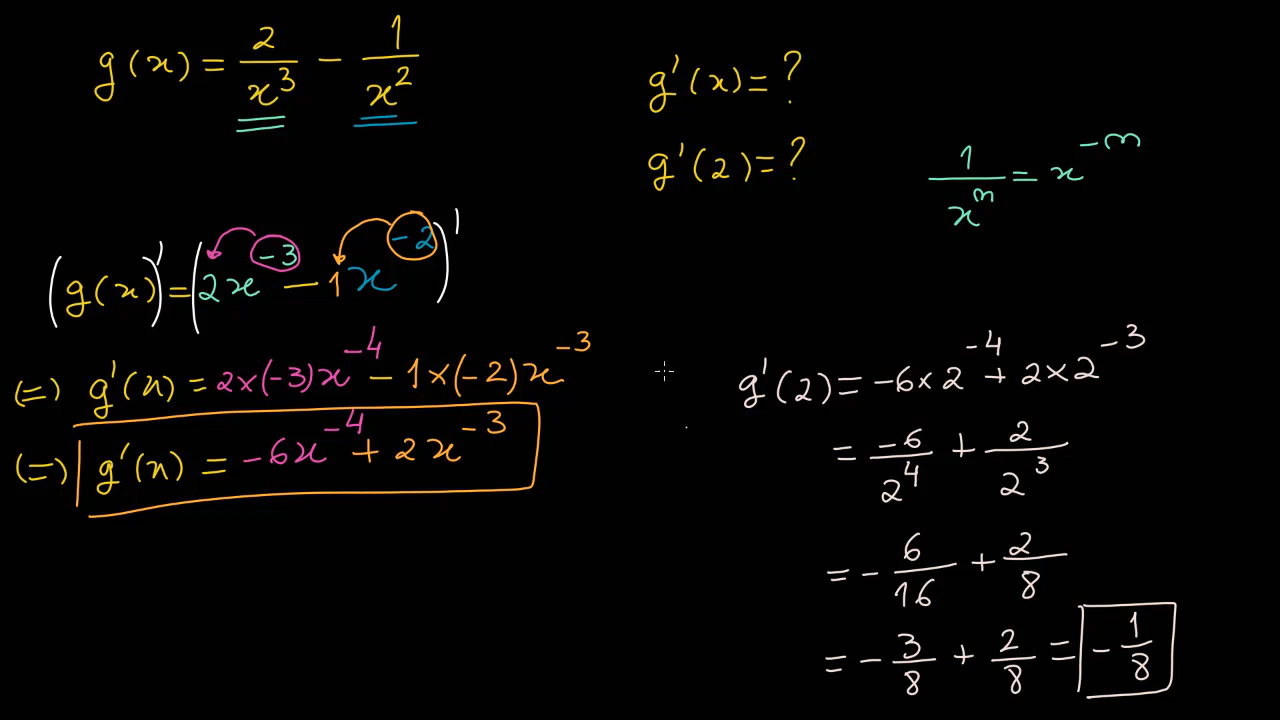 g(x) = 2/x³ − 1/x²
g'(x) = ?
g'(2) = ?
1/xᵐ = x⁻ᵐ
(g(x))' = (2x⁻³ − 1x⁻²)'
(=) g'(x) = 2×(−3)x⁻⁴ − 1×(−2)x⁻³
(=) g'(x) = −6x⁻⁴ + 2x⁻³
g'(2) = −6×2⁻⁴ + 2×2⁻³
= −6/2⁴ + 2/2³
= − 6/16 + 2/8
= − 3/8 + 2/8 = − 1/8